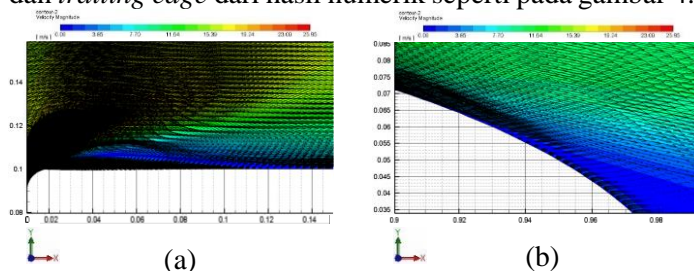 dan trailing edge dari hasil numerik seperti pada gambar 4.
contour-2
Velocity Magnitude
[ m/s ]
0.00 3.85 7.70 11.54 15.39 19.24 23.09 25.95
0.14
0.12
0.1
0.08
0 0.02 0.04 0.06 0.08 0.1 0.12 0.14
Y
X
(a)
contour-2
Velocity Magnitude
[ m/s ]
0.00 3.85 7.70 11.54 15.39 19.24 23.09 25.95
0.085
0.08
0.075
0.07
0.065
0.06
0.055
0.05
0.045
0.04
0.035
0.9 0.92 0.94 0.96 0.98
Y
X
(b)